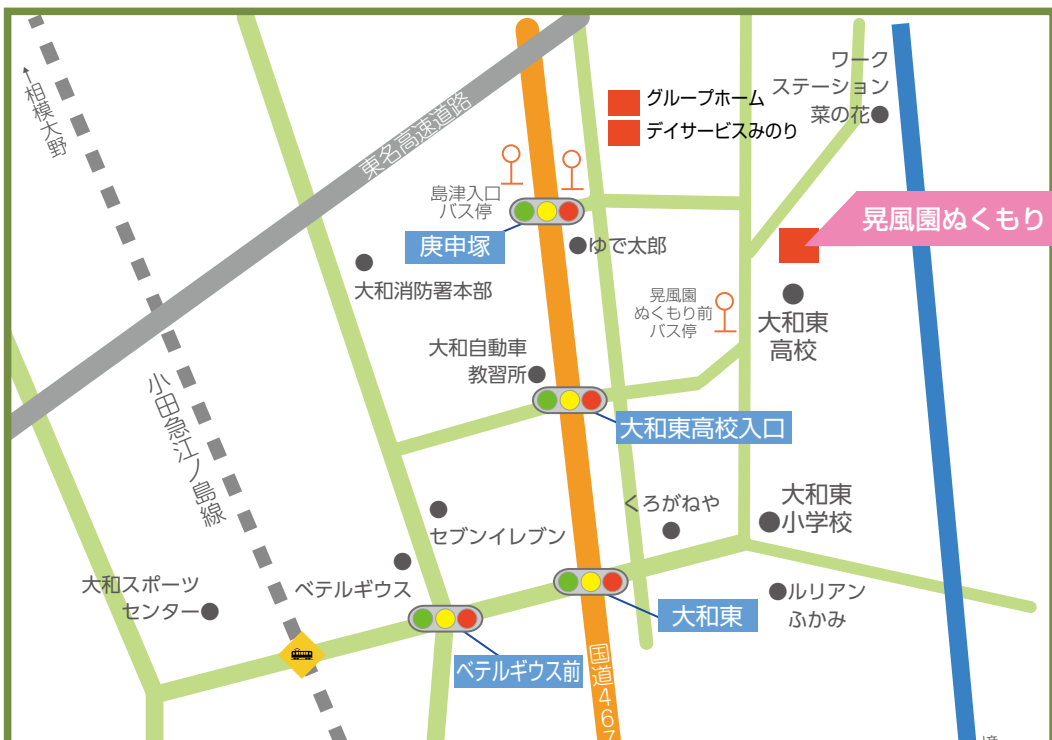 ワーク
ステーション
菜の花
グループホーム
デイサービスみのり
←相模大野
東名高速道路
島津入口
バス停
晃風園ぬくもり
庚申塚
ゆで太郎
大和消防署本部
晃風園
ぬくもり前
バス停
大和東
高校
大和自動車
教習所
小田急江ノ島線
大和東高校入口
大和東
小学校
くろがねや
セブンイレブン
ベテルギウス
大和スポーツ
センター
ルリアン
ふかみ
大和東
ベテルギウス前
国道467